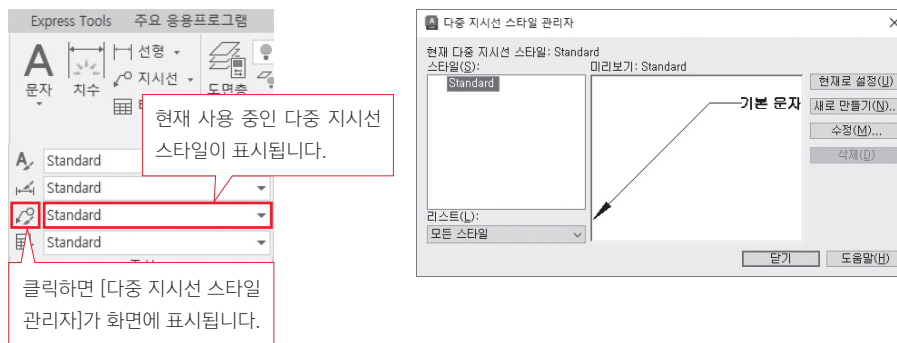 Express Tools 주요 응용프로그램
선형
지시선
문자
치수
도면층
현재 사용 중인 다중 지시선
스타일이 표시됩니다.
Standard
Standard
Standard
Standard
클릭하면 [다중 지시선 스타일
관리자]가 화면에 표시됩니다.
다중 지시선 스타일 관리자
현재 다중 지시선 스타일: Standard
스타일(S):
미리보기: Standard
Standard
기본 문자
현재로 설정(U)
새로 만들기(N)...
수정(M)...
삭제(D)
리스트(L):
모든 스타일
닫기
도움말(H)